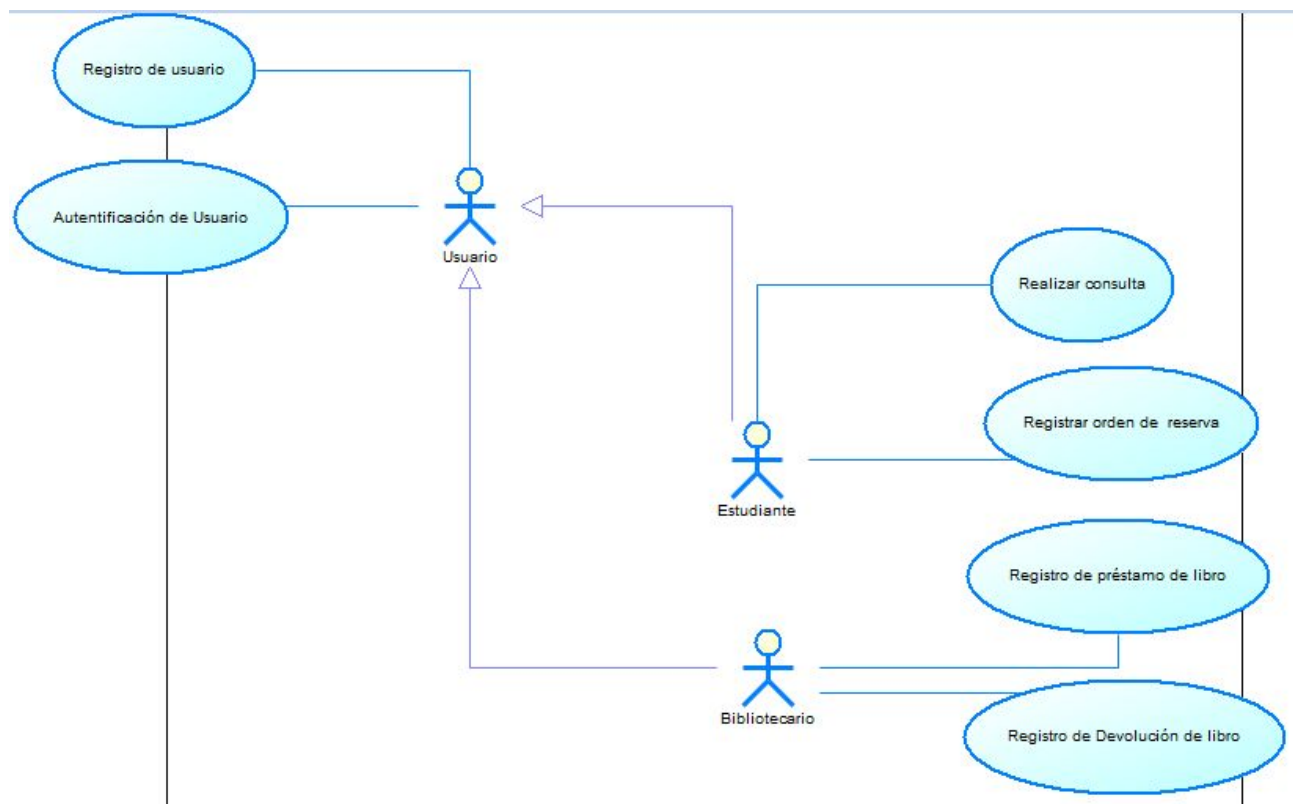 Registro de usuario
Autentificación de Usuario
Usuario
Realizar consulta
Registrar orden de reserva
Estudiante
Registro de préstamo de libro
Bibliotecario
Registro de Devolución de libro